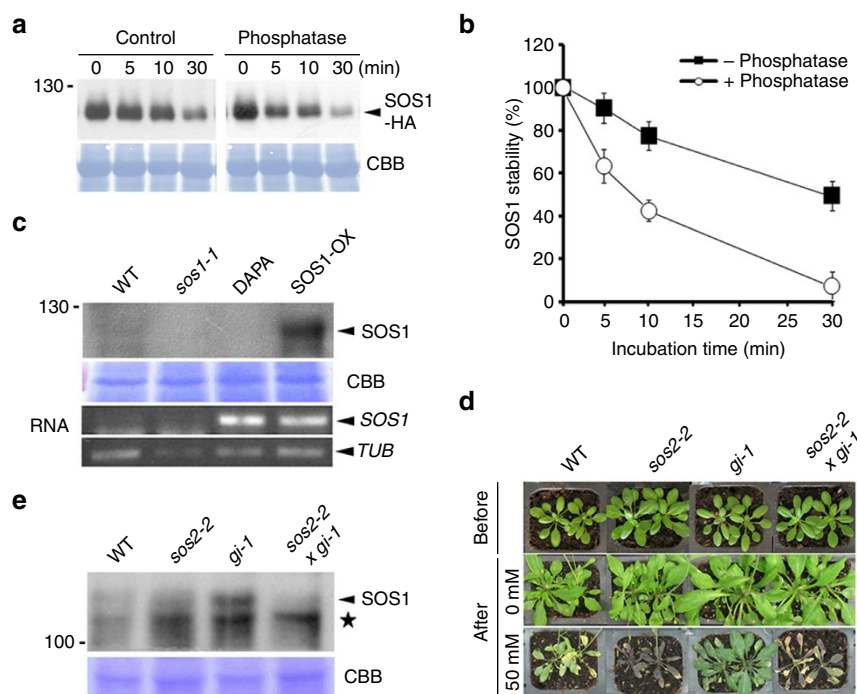 a
Control Phosphatase
0 5 10 30 0 5 10 30 (min)
130
SOS1
-HA
CBB
b
120
100
80
60
40
20
0
SOS1 stability (%)
– Phosphatase
+ Phosphatase
0 5 10 15 20 25 30
Incubation time (min)
c
WT sos1-1 DAPA SOS1-OX
130
SOS1
CBB
RNA
SOS1
TUB
d
WT sos2-2 gi-1 sos2-2
x gi-1
Before
After
0 mM
50 mM
e
WT sos2-2 gi-1 sos2-2
x gi-1
SOS1
100
CBB